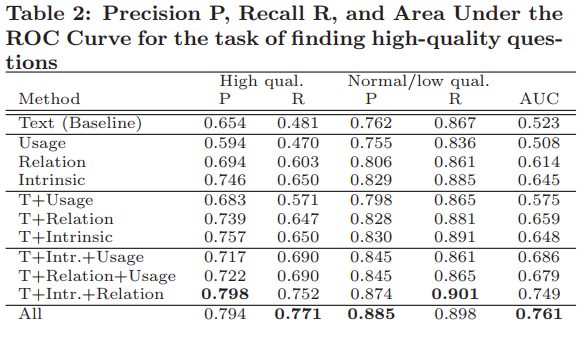 Table 2: Precision P, Recall R, and Area Under the
ROC Curve for the task of finding high-quality ques-
tions
High qual. Normal/low qual.
Method P R P R AUC
Text (Baseline) 0.654 0.481 0.762 0.867 0.523
Usage 0.594 0.470 0.755 0.836 0.508
Relation 0.694 0.603 0.806 0.861 0.614
Intrinsic 0.746 0.650 0.829 0.885 0.645
T+Usage 0.683 0.571 0.798 0.865 0.575
T+Relation 0.739 0.647 0.828 0.881 0.659
T+Intrinsic 0.757 0.650 0.830 0.891 0.648
T+Intr.+Usage 0.717 0.690 0.845 0.861 0.686
T+Relation+Usage 0.722 0.690 0.845 0.865 0.679
T+Intr.+Relation 0.798 0.752 0.874 0.901 0.749
All 0.794 0.771 0.885 0.898 0.761